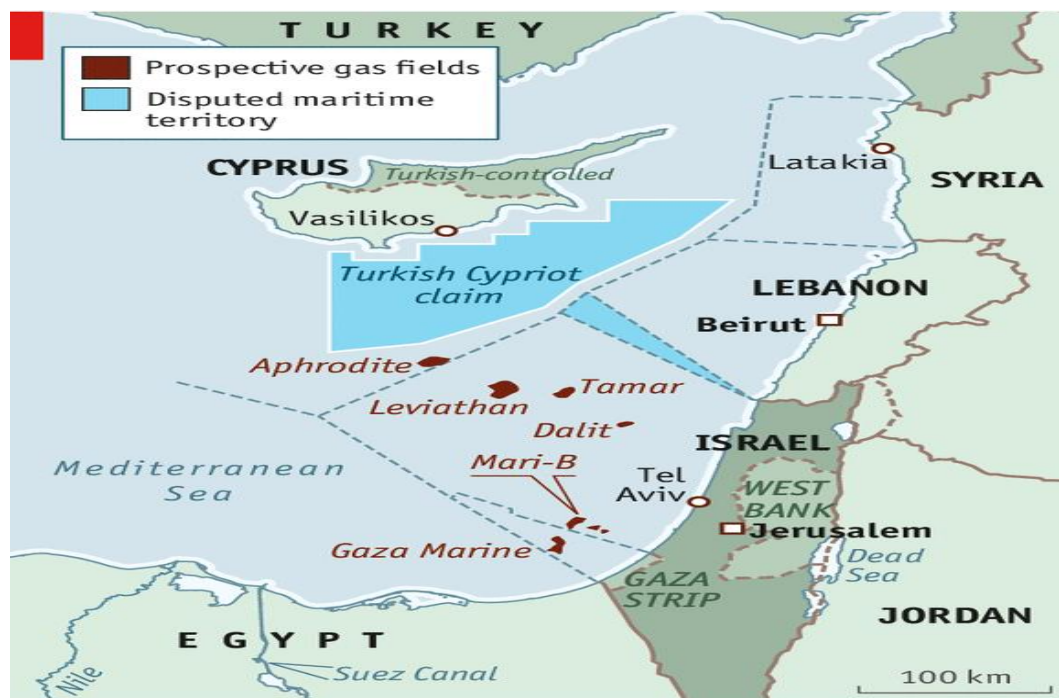 TURKEY
Prospective gas fields
Disputed maritime
territory
CYPRUS
Turkish-controlled
Latakia
SYRIA
Vasilikos
Turkish Cypriot
claim
LEBANON
Beirut
Aphrodite
Leviathan
Tamar
Dalit
ISRAEL
Mediterranean
Sea
Mari-B
Tel
Aviv
WEST
BANK
Jerusalem
Gaza Marine
Dead
Sea
GAZA
STRIP
JORDAN
EGYPT
Suez Canal
Nile
100 km